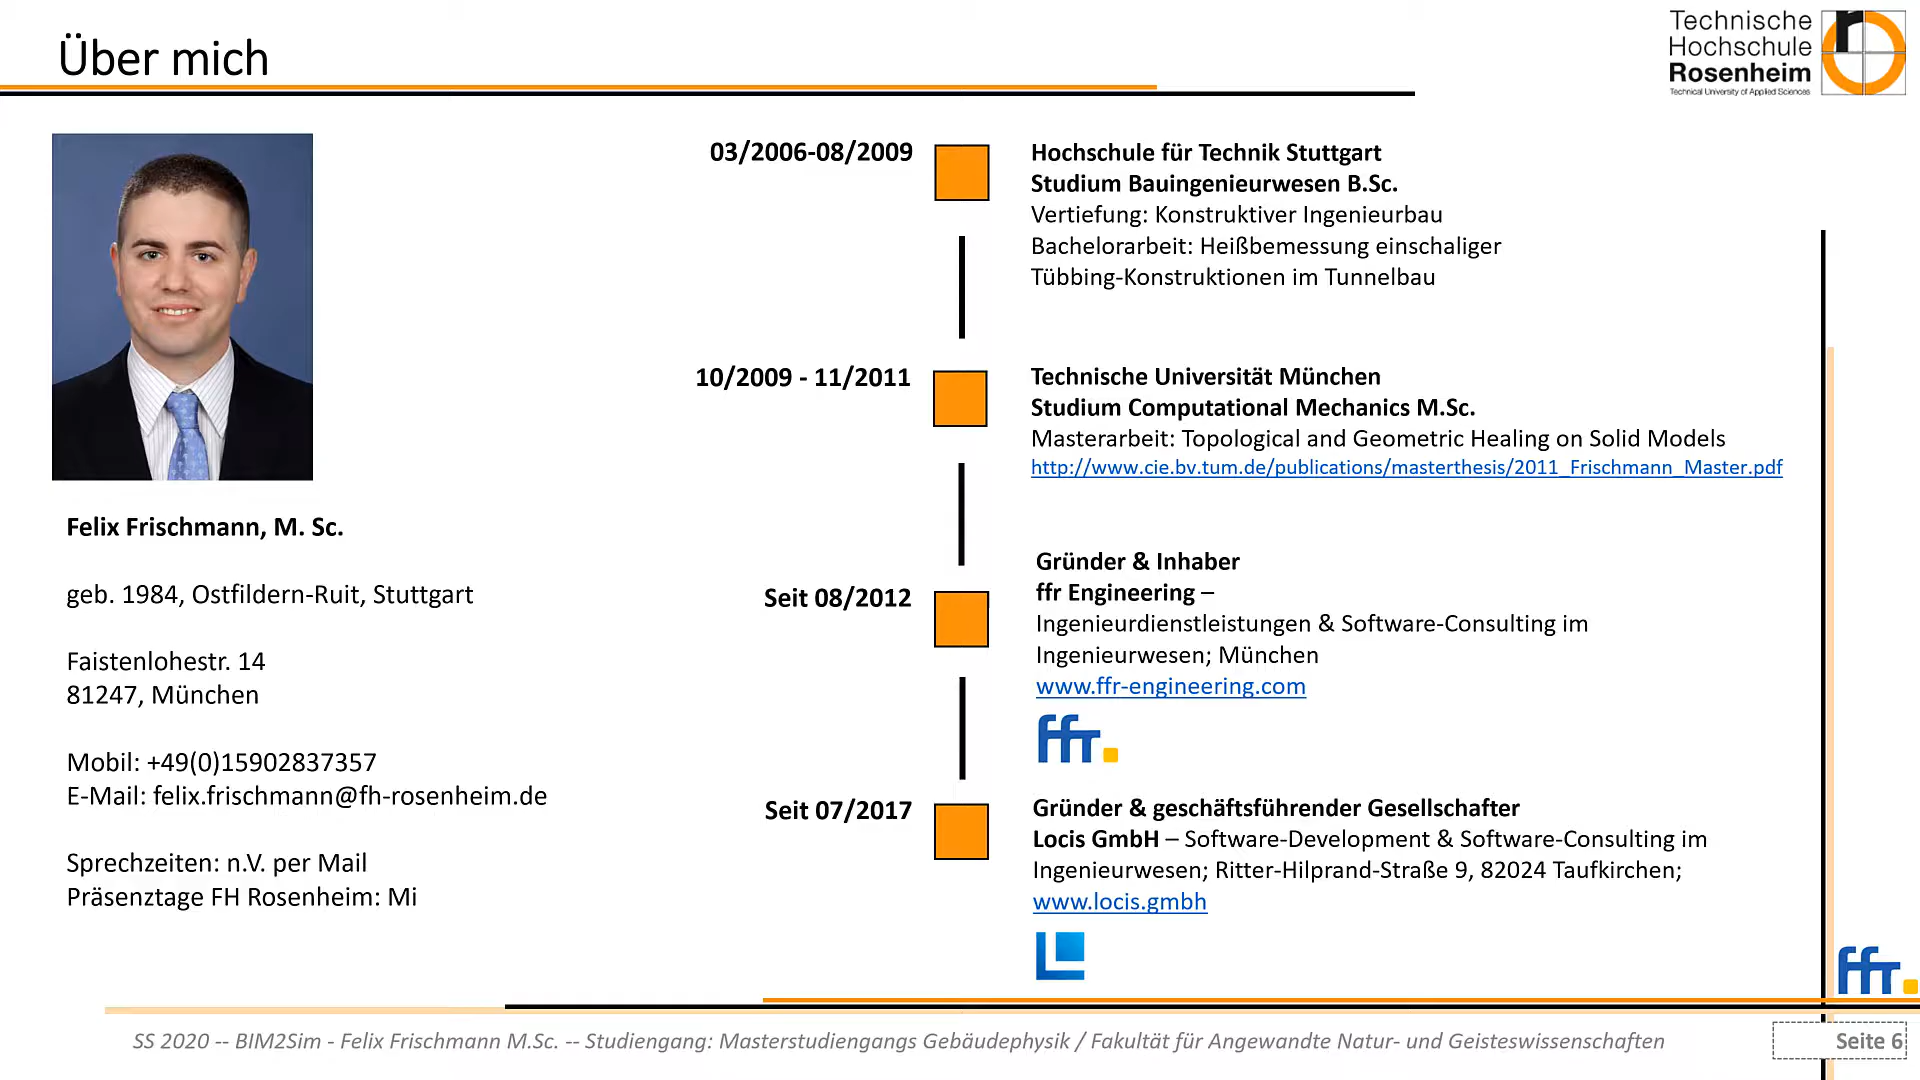 Über mich
Technische
Hochschule
Rosenheim
Technical University of Applied Sciences
Felix Frischmann, M. Sc.
geb. 1984, Ostfildern-Ruit, Stuttgart
Faistenlohestr. 14
81247, München
Mobil: +49(0)15902837357
E-Mail: felix.frischmann@fh-rosenheim.de
Sprechzeiten: n.V. per Mail
Präsenztage FH Rosenheim: Mi
03/2006-08/2009
Hochschule für Technik Stuttgart
Studium Bauingenieurwesen B.Sc.
Vertiefung: Konstruktiver Ingenieurbau
Bachelorarbeit: Heißbemessung einschaliger
Tübbing-Konstruktionen im Tunnelbau
10/2009 - 11/2011
Technische Universität München
Studium Computational Mechanics M.Sc.
Masterarbeit: Topological and Geometric Healing on Solid Models
http://www.cie.bv.tum.de/publications/masterthesis/2011_Frischmann_Master.pdf
Seit 08/2012
Gründer & Inhaber
ffr Engineering –
Ingenieurdienstleistungen & Software-Consulting im
Ingenieurwesen; München
www.ffr-engineering.com
ffr.
Seit 07/2017
Gründer & geschäftsführender Gesellschafter
Locis GmbH – Software-Development & Software-Consulting im
Ingenieurwesen; Ritter-Hilprand-Straße 9, 82024 Taufkirchen;
www.locis.gmbh
ffr.
SS 2020 -- BIM2Sim - Felix Frischmann M.Sc. -- Studiengang: Masterstudiengangs Gebäudephysik / Fakultät für Angewandte Natur- und Geisteswissenschaften
Seite 6